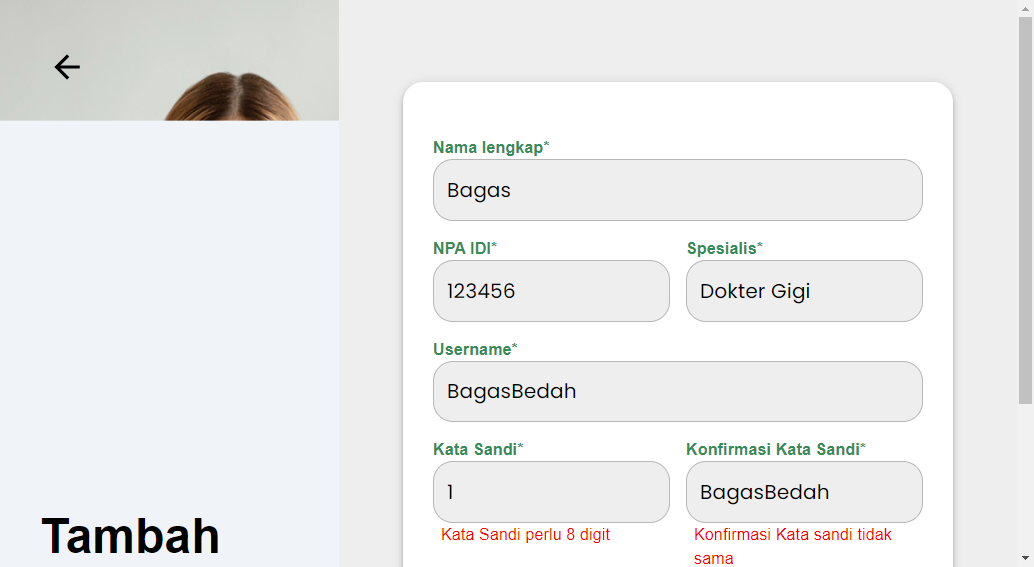 Nama lengkap*
Bagas
NPA IDI*
Spesialis*
123456
Dokter Gigi
Username*
BagasBedah
Kata Sandi*
Konfirmasi Kata Sandi*
1
BagasBedah
Kata Sandi perlu 8 digit
Konfirmasi Kata sandi tidak
sama
Tambah